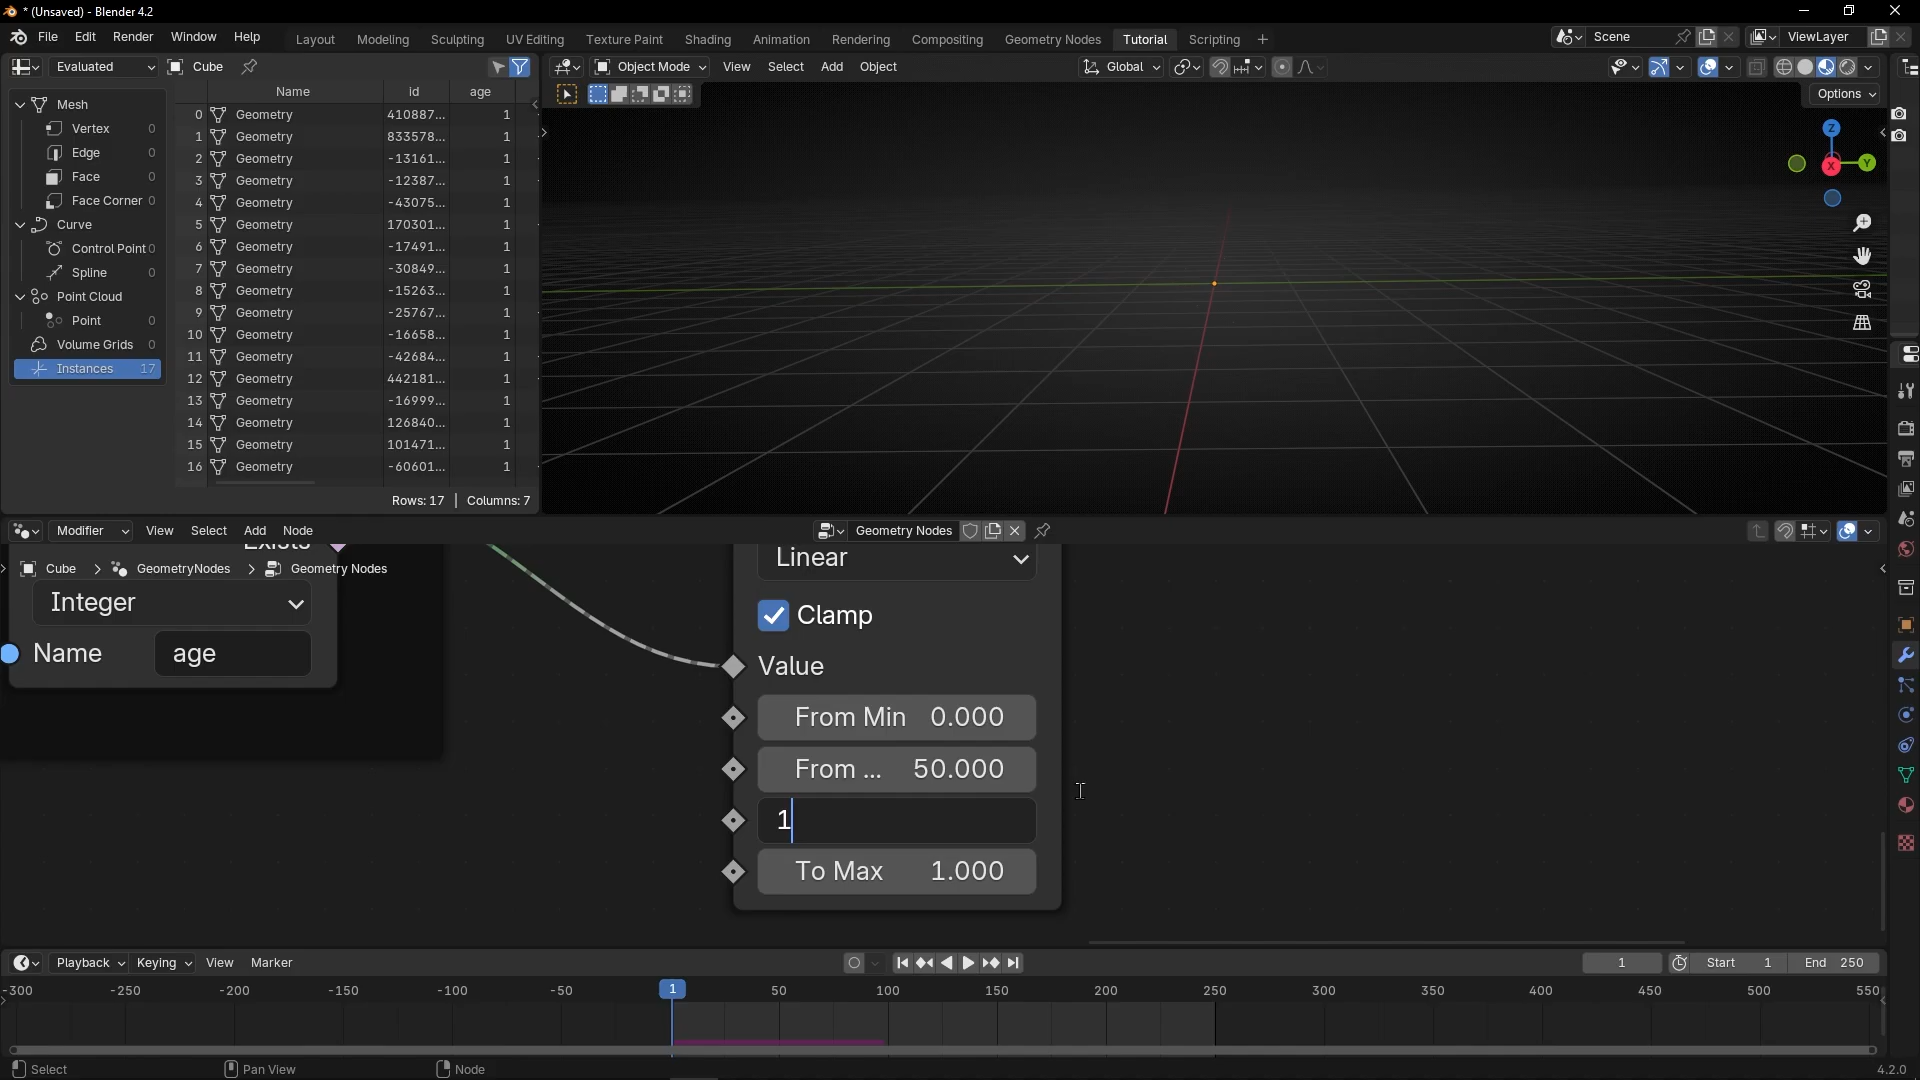 * (Unsaved) - Blender 4.2
File Edit Render Window Help Layout Modeling Sculpting UV Editing Texture Paint Shading Animation Rendering Compositing Geometry Nodes Tutorial Scripting + Scene ViewLayer
Evaluated Cube Object Mode View Select Add Object Global
Options
Name id age
Mesh
Vertex 0
Edge 0
Face 0
Face Corner 0
Curve
Control Point 0
Spline 0
Point Cloud
Point 0
Volume Grids 0
Instances 17
0 Geometry 410887... 1
1 Geometry 833578... 1
2 Geometry -13161... 1
3 Geometry -12387... 1
4 Geometry -43075... 1
5 Geometry 170301... 1
6 Geometry -17491... 1
7 Geometry -30849... 1
8 Geometry -15263... 1
9 Geometry -25767... 1
10 Geometry -16658... 1
11 Geometry -42684... 1
12 Geometry 442181... 1
13 Geometry -16999... 1
14 Geometry 126840... 1
15 Geometry 101471... 1
16 Geometry -60601... 1
Rows: 17 | Columns: 7
Z
Y
X
Modifier View Select Add Node Geometry Nodes
Exists
Cube > GeometryNodes > Geometry Nodes
Integer
Name age
Linear
Clamp
Value
From Min 0.000
From ... 50.000
1
To Max 1.000
Playback Keying View Marker 1 Start 1 End 250
-300 -250 -200 -150 -100 -50 1 50 100 150 200 250 300 350 400 450 500 550
Select Pan View Node 4.2.0